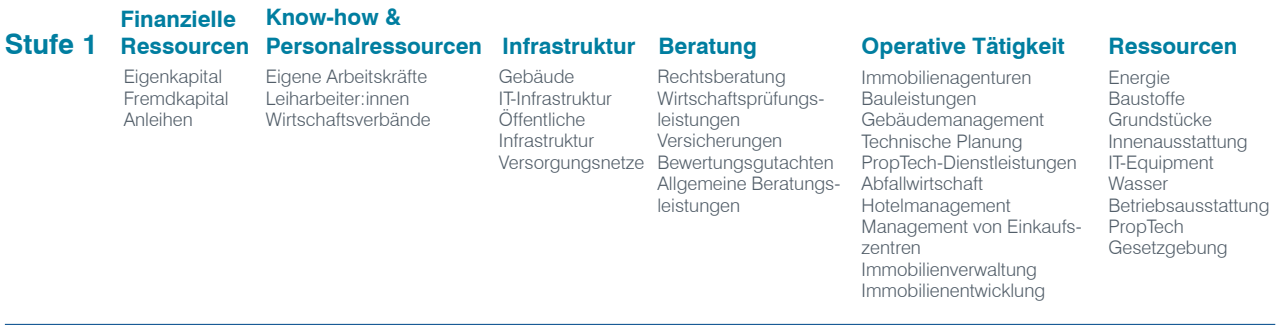 Stufe 1
Finanzielle
Ressourcen
Eigenkapital
Fremdkapital
Anleihen
Know-how &
Personalressourcen
Eigene Arbeitskräfte
Leiharbeiter:innen
Wirtschaftsverbände
Infrastruktur
Gebäude
IT-Infrastruktur
Öffentliche
Infrastruktur
Versorgungsnetze
Beratung
Rechtsberatung
Wirtschaftsprüfungs-
leistungen
Versicherungen
Bewertungsgutachten
Allgemeine Beratungs-
leistungen
Operative Tätigkeit
Immobilienagenturen
Bauleistungen
Gebäudemanagement
Technische Planung
PropTech-Dienstleistungen
Abfallwirtschaft
Hotelmanagement
Management von Einkaufs-
zentren
Immobilienverwaltung
Immobilienentwicklung
Ressourcen
Energie
Baustoffe
Grundstücke
Innenausstattung
IT-Equipment
Wasser
Betriebsausstattung
PropTech
Gesetzgebung